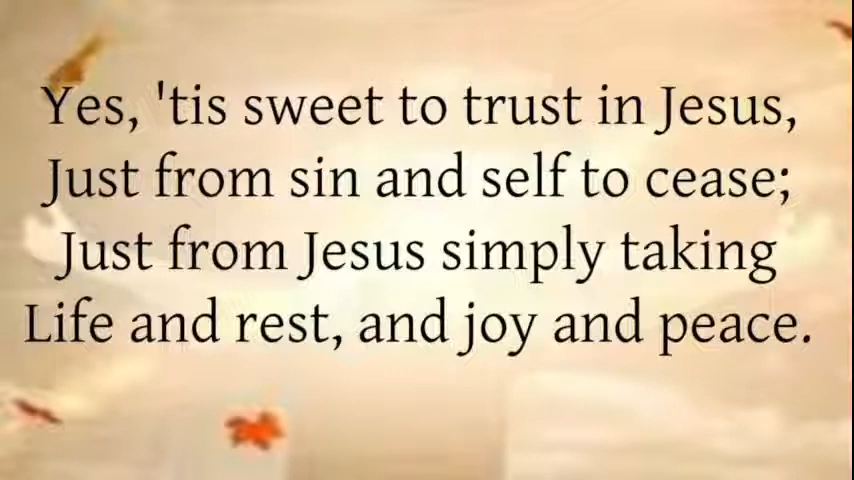 Yes, 'tis sweet to trust in Jesus,
Just from sin and self to cease;
Just from Jesus simply taking
Life and rest, and joy and peace.